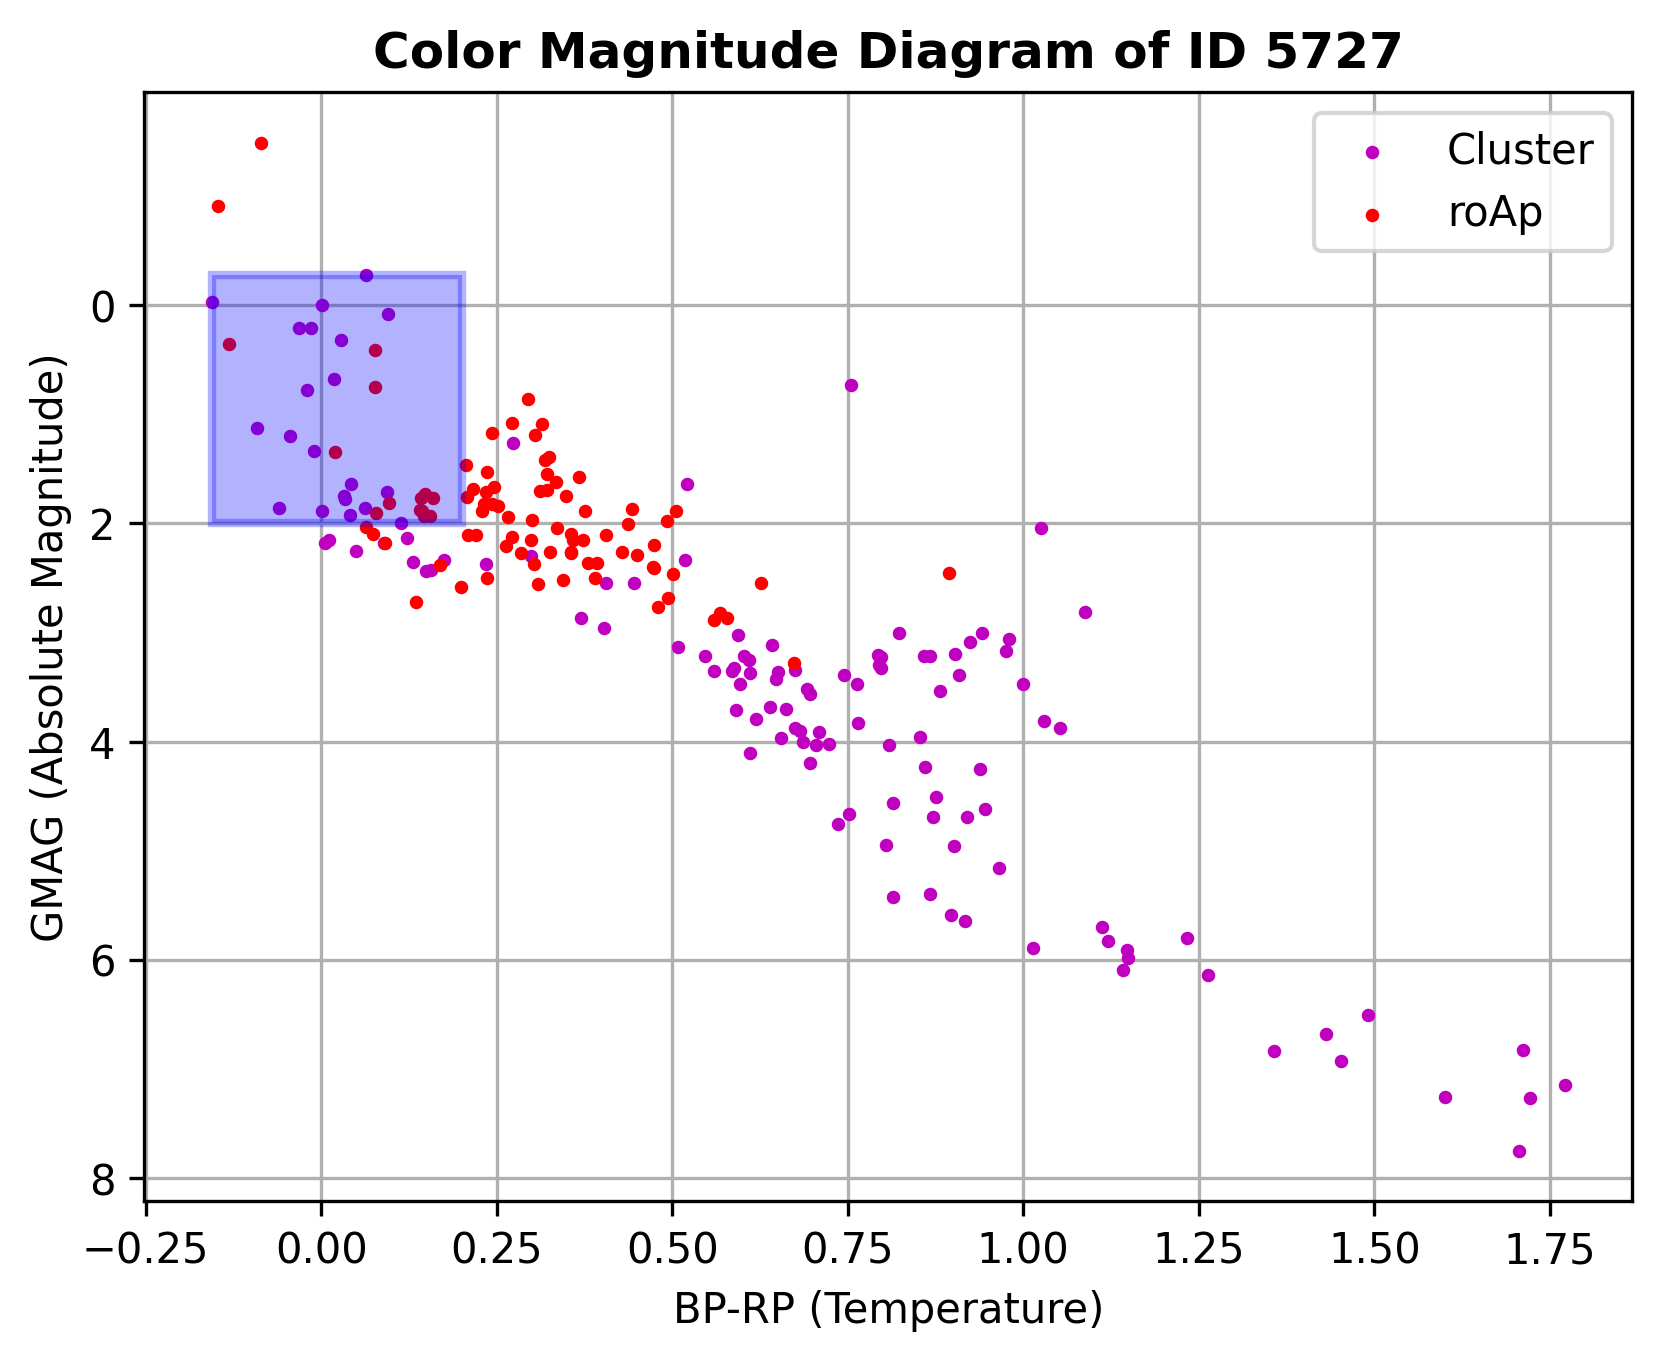 Color Magnitude Diagram of ID 5727
Cluster
roAp
GMAG (Absolute Magnitude)
0
2
4
6
8
−0.25 0.00 0.25 0.50 0.75 1.00 1.25 1.50 1.75
BP-RP (Temperature)